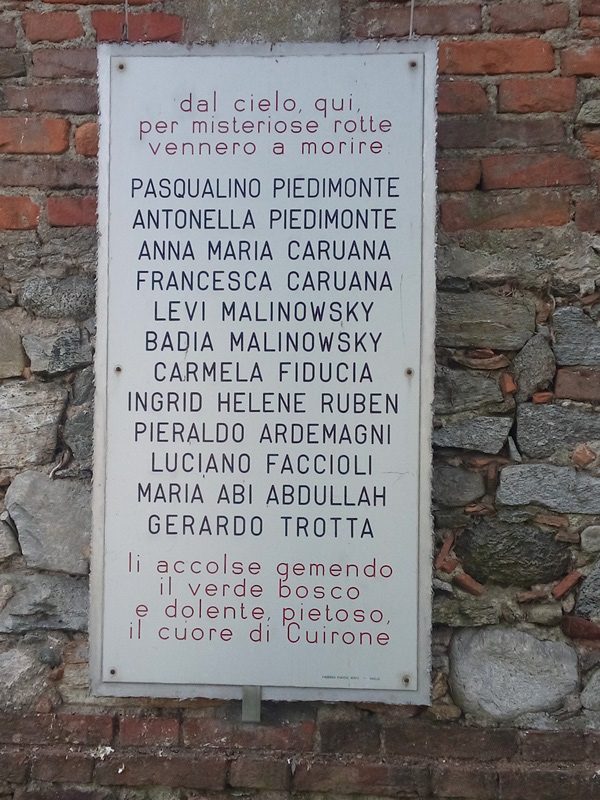 dal cielo, qui,
per misteriose rotte
vennero a morire.
PASQUALINO PIEDIMONTE
ANTONELLA PIEDIMONTE
ANNA MARIA CARUANA
FRANCESCA CARUANA
LEVI MALINOWSKY
BADIA MALINOWSKY
CARMELA FIDUCIA
INGRID HELENE RUBEN
PIERALDO ARDEMAGNI
LUCIANO FACCIOLI
MARIA ABI ABDULLAH
GERARDO TROTTA
li accolse gemendo
il verde bosco
e dolente, pietoso,
il cuore di Cuirone